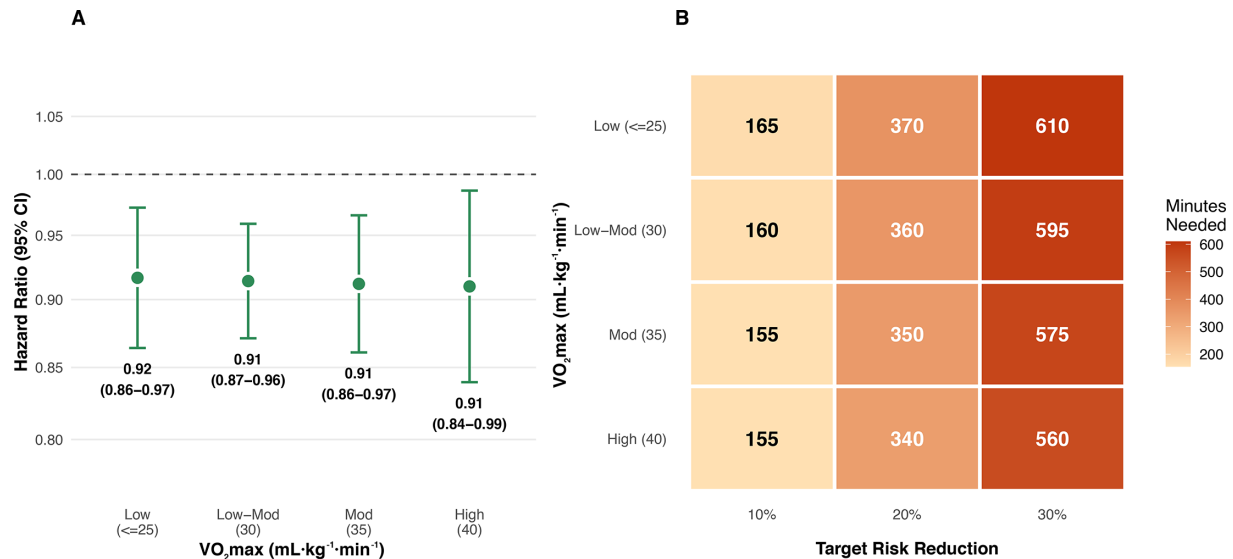 A
Hazard Ratio (95% CI)
1.05
1.00
0.95
0.90
0.85
0.80
0.92
(0.86–0.97)
0.91
(0.87–0.96)
0.91
(0.86–0.97)
0.91
(0.84–0.99)
Low
(<=25)
Low−Mod
(30)
Mod
(35)
High
(40)
VO₂max (mL·kg⁻¹·min⁻¹)
B
VO₂max (mL·kg⁻¹·min⁻¹)
Low (<=25) 165 370 610
Low−Mod (30) 160 360 595
Mod (35) 155 350 575
High (40) 155 340 560
10% 20% 30%
Target Risk Reduction
Minutes
Needed
600
500
400
300
200